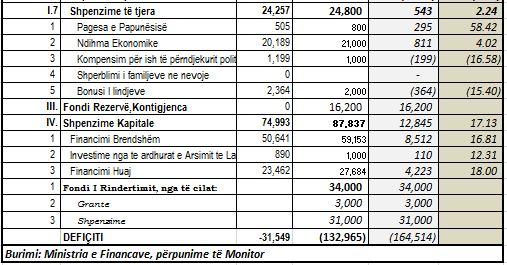 I.7 Shpenzime të tjera 24,257 24,800 543 2.24
1 Pagesa e Papunësisë 505 800 295 58.42
2 Ndihma Ekonomike 20,189 21,000 811 4.02
3 Kompensim për ish të përndjekurit polit 1,199 1,000 (199) (16.58)
4 Shperblimi i familjeve ne nevoje 0 -
5 Bonusi I lindjeve 2,364 2,000 (364) (15.40)
III. Fondi Rezervë,Kontigjenca 0 16,200 16,200
IV. Shpenzime Kapitale 74,993 87,837 12,845 17.13
1 Financimi Brendshëm 50,641 59,153 8,512 16.81
2 Investime nga te ardhurat e Arsimit te La 890 1,000 110 12.31
3 Financimi Huaj 23,462 27,684 4,223 18.00
1 Fondi I Rindertimit, nga të cilat: 34,000 34,000
2 Grante 3,000 3,000
3 Shpenzime 31,000 31,000
DEFIÇITI -31,549 (132,965) (164,514)
Burimi: Ministria e Financave, përpunime të Monitor